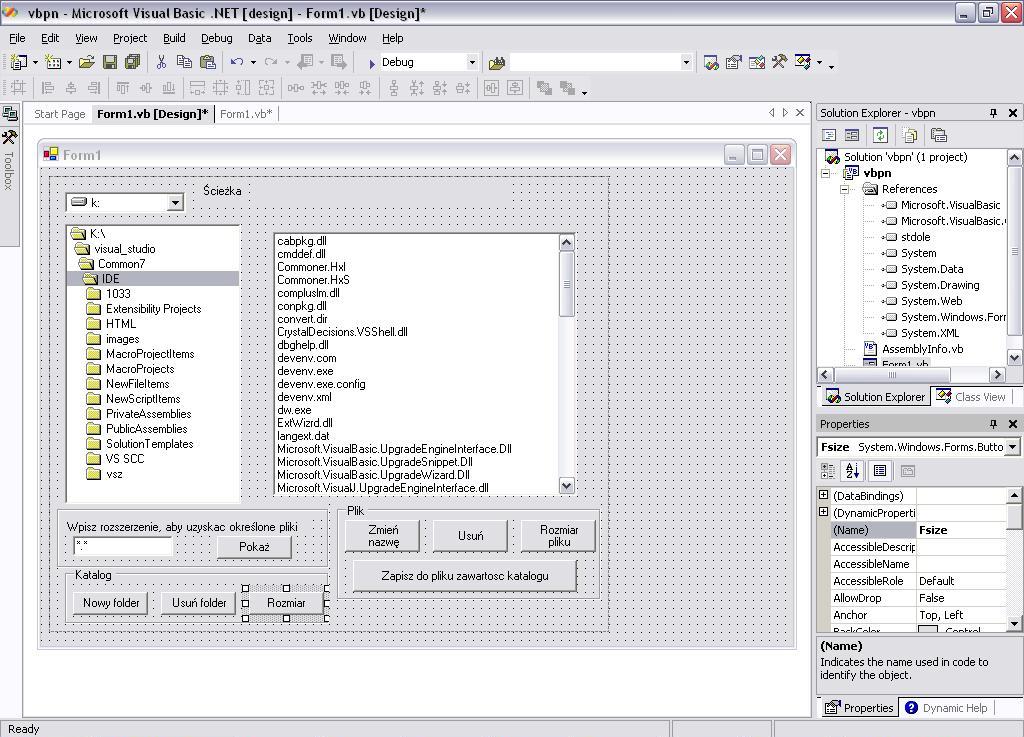 vbpn - Microsoft Visual Basic .NET [design] - Form1.vb [Design]*
File Edit View Project Build Debug Data Tools Window Help
Debug
Start Page Form1.vb [Design]* Form1.vb*
Toolbox
Form1
Ścieżka
k:
K:\
visual_studio
Common7
IDE
1033
Extensibility Projects
HTML
images
MacroProjectItems
MacroProjects
NewFileItems
NewScriptItems
PrivateAssemblies
PublicAssemblies
SolutionTemplates
VS SCC
vsz
cabpkg.dll
cmddef.dll
Commoner.HxI
Commoner.HxS
compluslm.dll
conpkg.dll
convert.dir
CrystalDecisions.VSShell.dll
dbghelp.dll
devenv.com
devenv.exe
devenv.exe.config
devenv.xml
dw.exe
ExtWizrd.dll
langext.dat
Microsoft.VisualBasic.UpgradeEngineInterface.Dll
Microsoft.VisualBasic.UpgradeSnippet.Dll
Microsoft.VisualBasic.UpgradeWizard.Dll
Microsoft.VisualJ.UpgradeEngineInterface.dll
Wpisz rozszerzenie, aby uzyskac określone pliki
*.*
Pokaż
Katalog
Nowy folder
Usuń folder
Rozmiar
Plik
Zmień
nazwę
Usuń
Rozmiar
pliku
Zapisz do pliku zawartosc katalogu
Solution Explorer - vbpn
Solution 'vbpn' (1 project)
vbpn
References
Microsoft.VisualBasic
Microsoft.VisualBasic.
stdole
System
System.Data
System.Drawing
System.Web
System.Windows.For
System.XML
AssemblyInfo.vb
Form1.vb
Solution Explorer Class View
Properties
Fsize System.Windows.Forms.Butto
(DataBindings)
(DynamicProperti
(Name) Fsize
AccessibleDescrip
AccessibleName
AccessibleRole Default
AllowDrop False
Anchor Top, Left
BackColor Control
(Name)
Indicates the name used in code to
identify the object.
Properties Dynamic Help
Ready